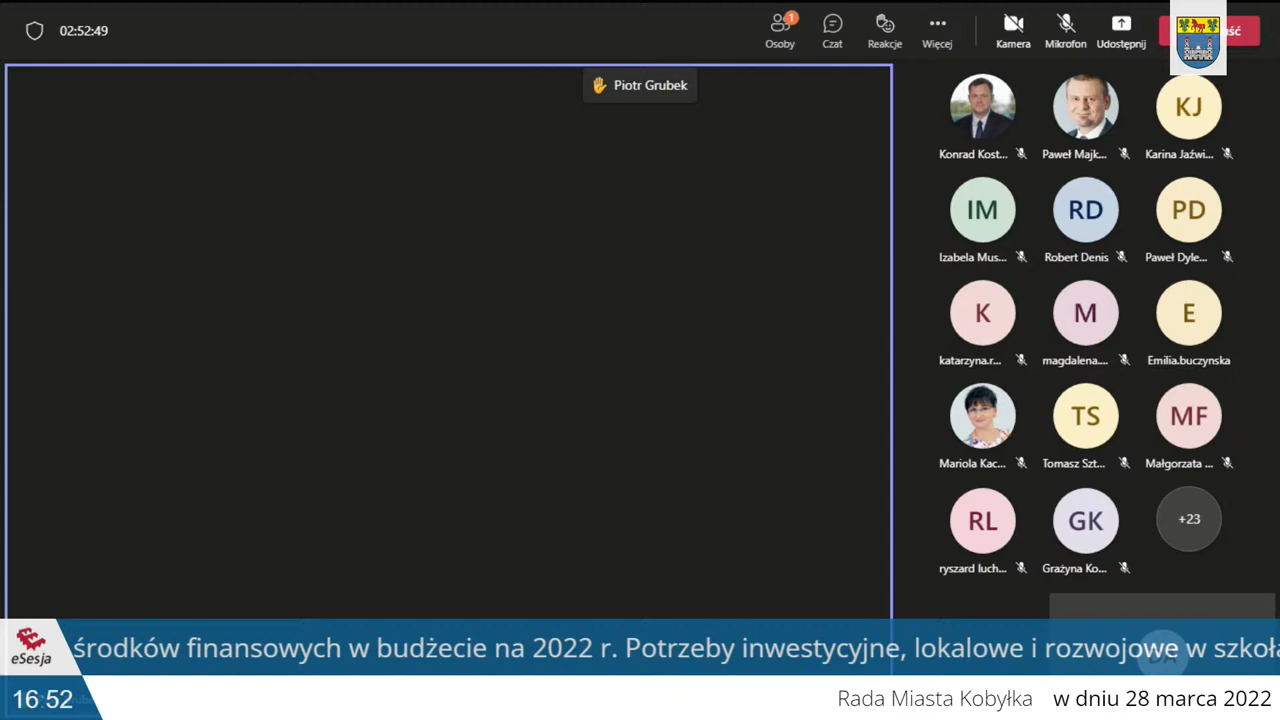 02:52:49
1
Osoby
Czat
Reakcje
Więcej
Kamera
Mikrofon
Udostępnij
Piotr Grubek
KJ
Konrad Kost...
Paweł Majk...
Karina Jaźwi...
IM
RD
PD
Izabela Mus...
Robert Denis
Paweł Dyle...
K
M
E
katarzyna.r...
magdalena....
Emilia.buczynska
TS
MF
Mariola Kac...
Tomasz Szt...
Małgorzata ...
RL
GK
+23
ryszard luch...
Grażyna Ko...
eSesja
środków finansowych w budżecie na 2022 r. Potrzeby inwestycyjne, lokalowe i rozwojowe w szkoła
16:52
Rada Miasta Kobyłka w dniu 28 marca 2022